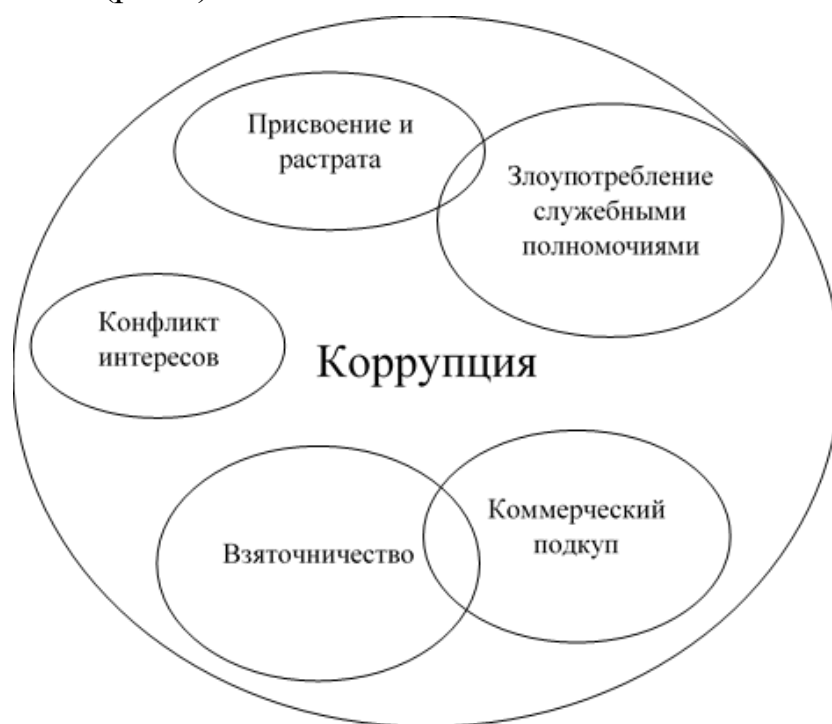 Присвоение и
растрата
Злоупотребление
служебными
полномочиями
Конфликт
интересов
Коррупция
Взяточничество
Коммерческий
подкуп